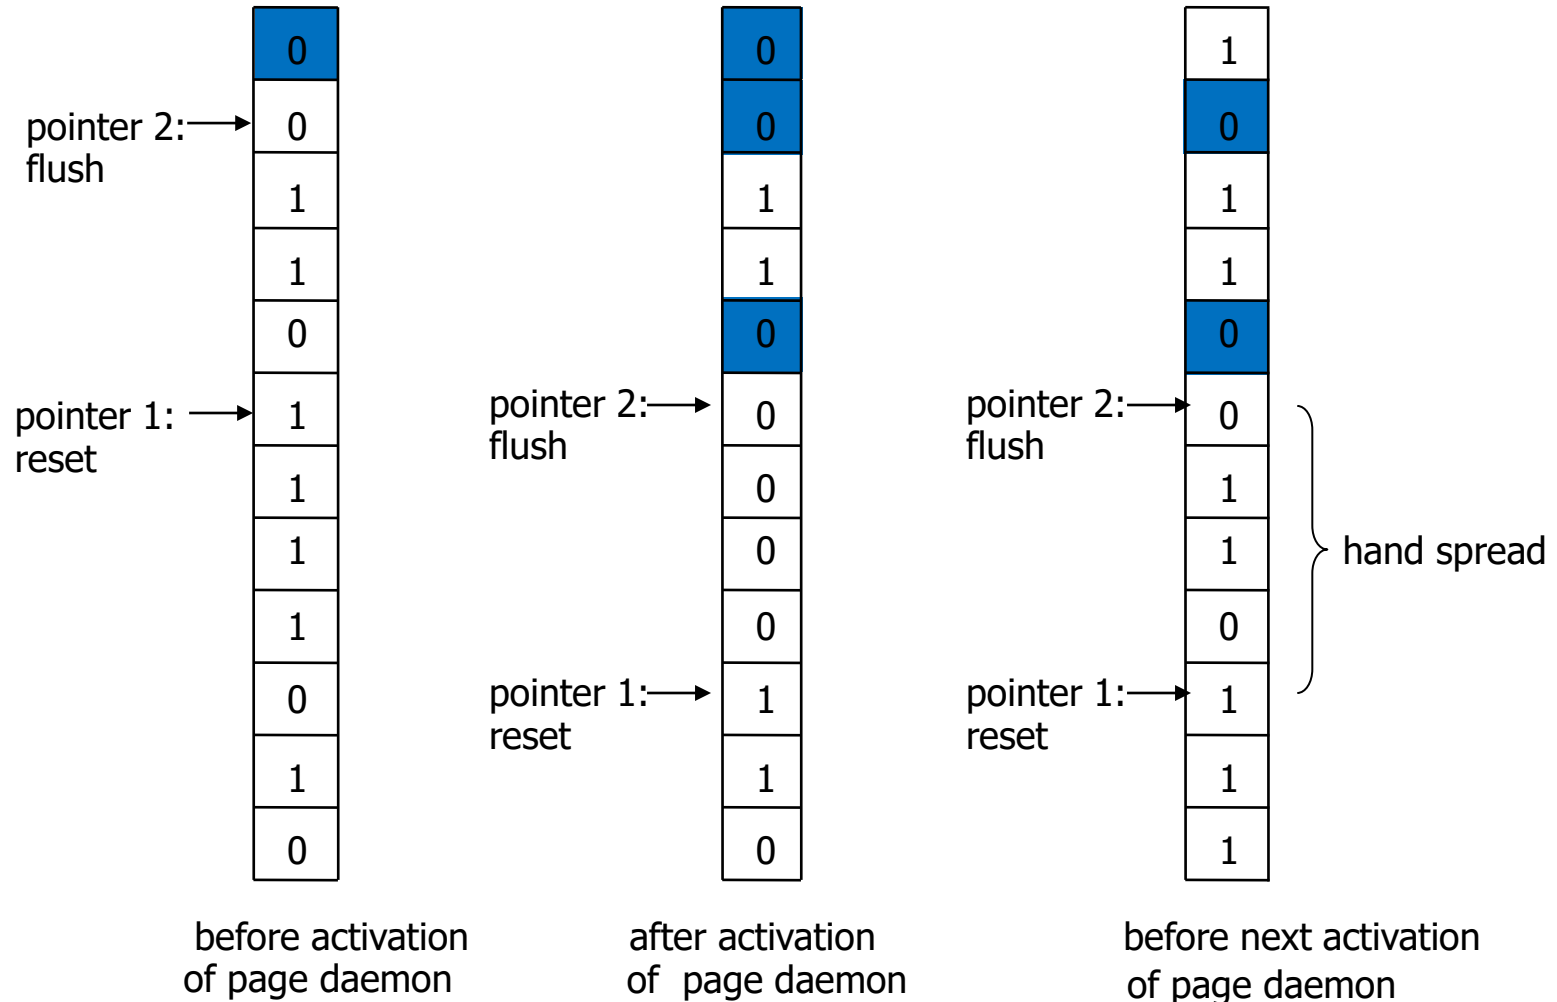 0
pointer 2:
flush
0
1
1
0
pointer 1:
reset
1
1
1
1
0
1
0
before activation
of page daemon
0
0
1
1
0
pointer 2:
flush
0
0
0
0
pointer 1:
reset
1
1
0
after activation
of page daemon
1
0
1
1
0
pointer 2:
flush
0
1
1
0
pointer 1:
reset
1
1
1
hand spread
before next activation
of page daemon